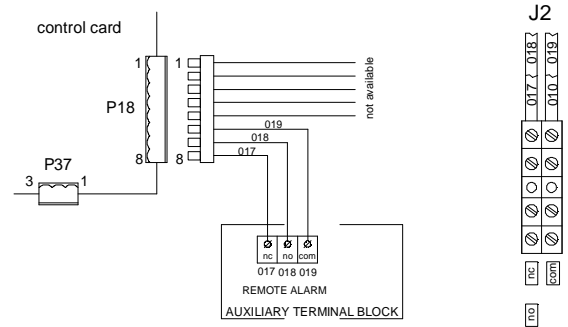 control card
J2
1
1
018
019
not available
P18
017
010
019
018
8
8
017
P37
3
1
nc
no
com
017 018 019
nc
com
REMOTE ALARM
AUXILIARY TERMINAL BLOCK
no